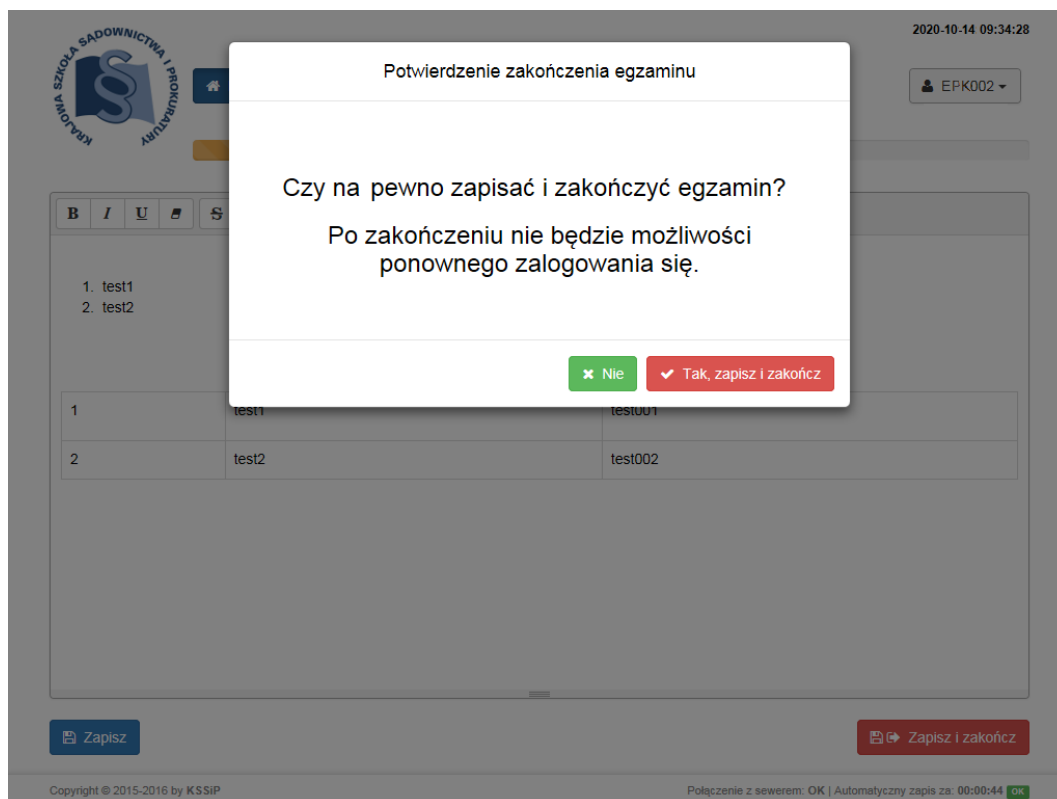 2020-10-14 09:34:28
KRAJOWA SZKOŁA SĄDOWNICTWA I PROKURATURY
Potwierdzenie zakończenia egzaminu
EPK002
Czy na pewno zapisać i zakończyć egzamin?
Po zakończeniu nie będzie możliwości
ponownego zalogowania się.
B I U S
1. test1
2. test2
Nie Tak, zapisz i zakończ
1 test1 test001
2 test2 test002
Zapisz Zapisz i zakończ
Copyright © 2015-2016 by KSSiP Połączenie z sewerem: OK | Automatyczny zapis za: 00:00:44 OK